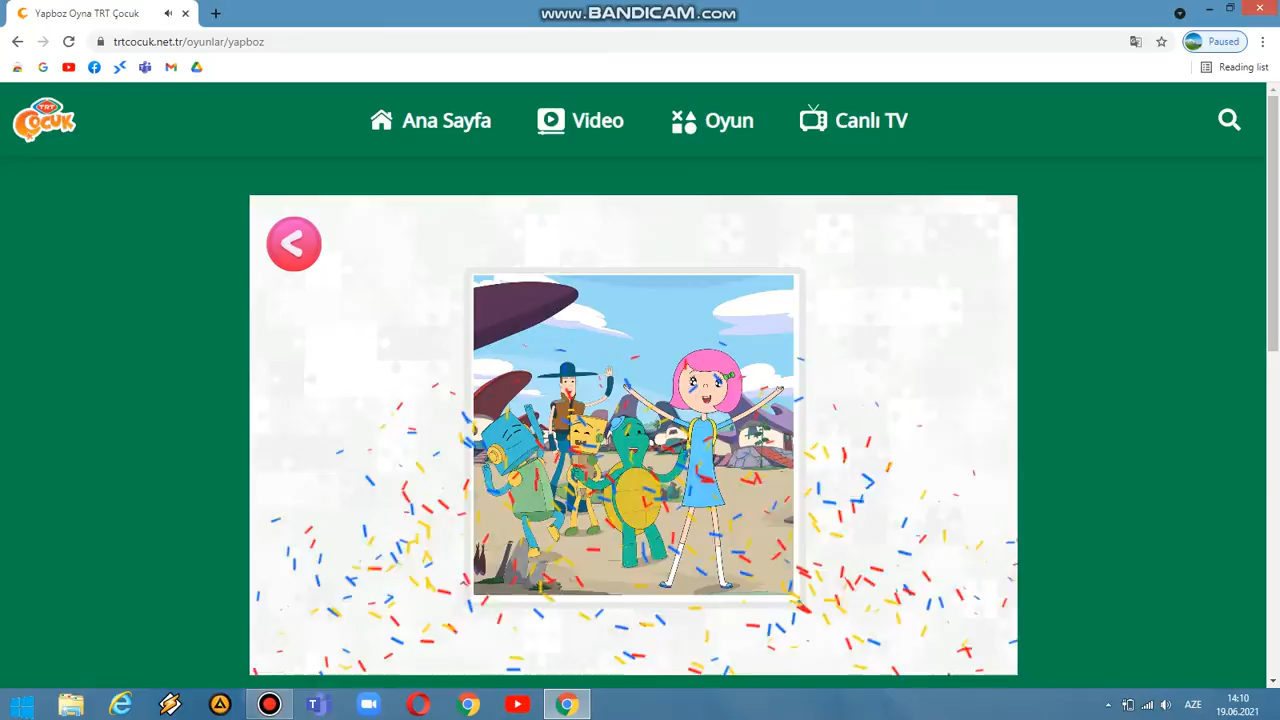 Yapboz Oyna TRT Çocuk
www.BANDICAM.com
trtcocuk.net.tr/oyunlar/yapboz
Paused
Reading list
TRT
ÇOCUK
Ana Sayfa
Video
Oyun
Canlı TV
AZE
14:10
19.06.2021